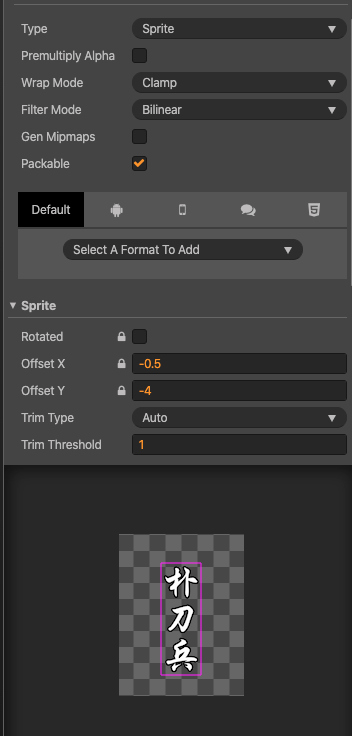 Type Sprite
Premultiply Alpha
Wrap Mode Clamp
Filter Mode Bilinear
Gen Mipmaps
Packable
Default
Select A Format To Add
Sprite
Rotated
Offset X -0.5
Offset Y -4
Trim Type Auto
Trim Threshold 1
朴
刀
兵